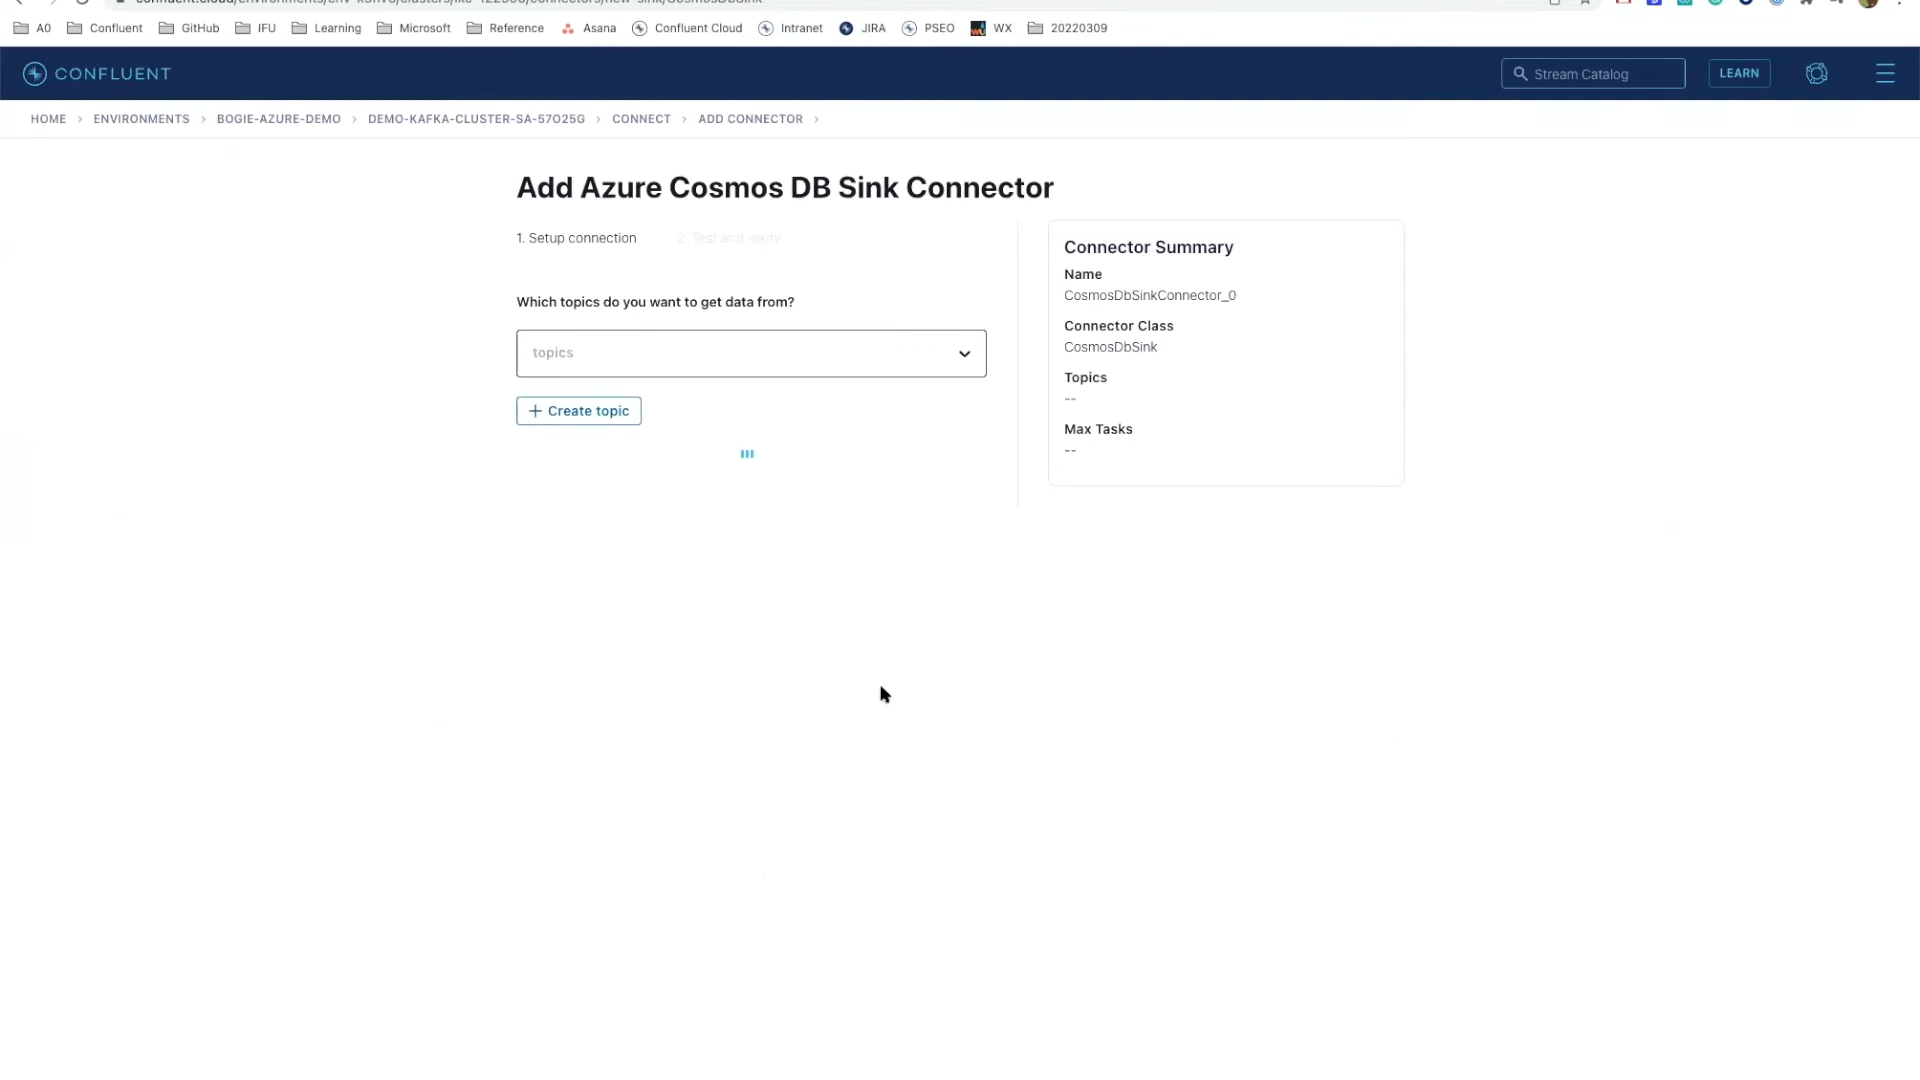 A0 Confluent GitHub IFU Learning Microsoft Reference Asana Confluent Cloud Intranet JIRA PSEO WX 20220309
CONFLUENT Stream Catalog LEARN
HOME > ENVIRONMENTS > BOGIE-AZURE-DEMO > DEMO-KAFKA-CLUSTER-SA-57O25G > CONNECT > ADD CONNECTOR >
Add Azure Cosmos DB Sink Connector
1. Setup connection 2. Test and verify
Which topics do you want to get data from?
topics
+ Create topic
Connector Summary
Name
CosmosDbSinkConnector_0
Connector Class
CosmosDbSink
Topics
--
Max Tasks
--